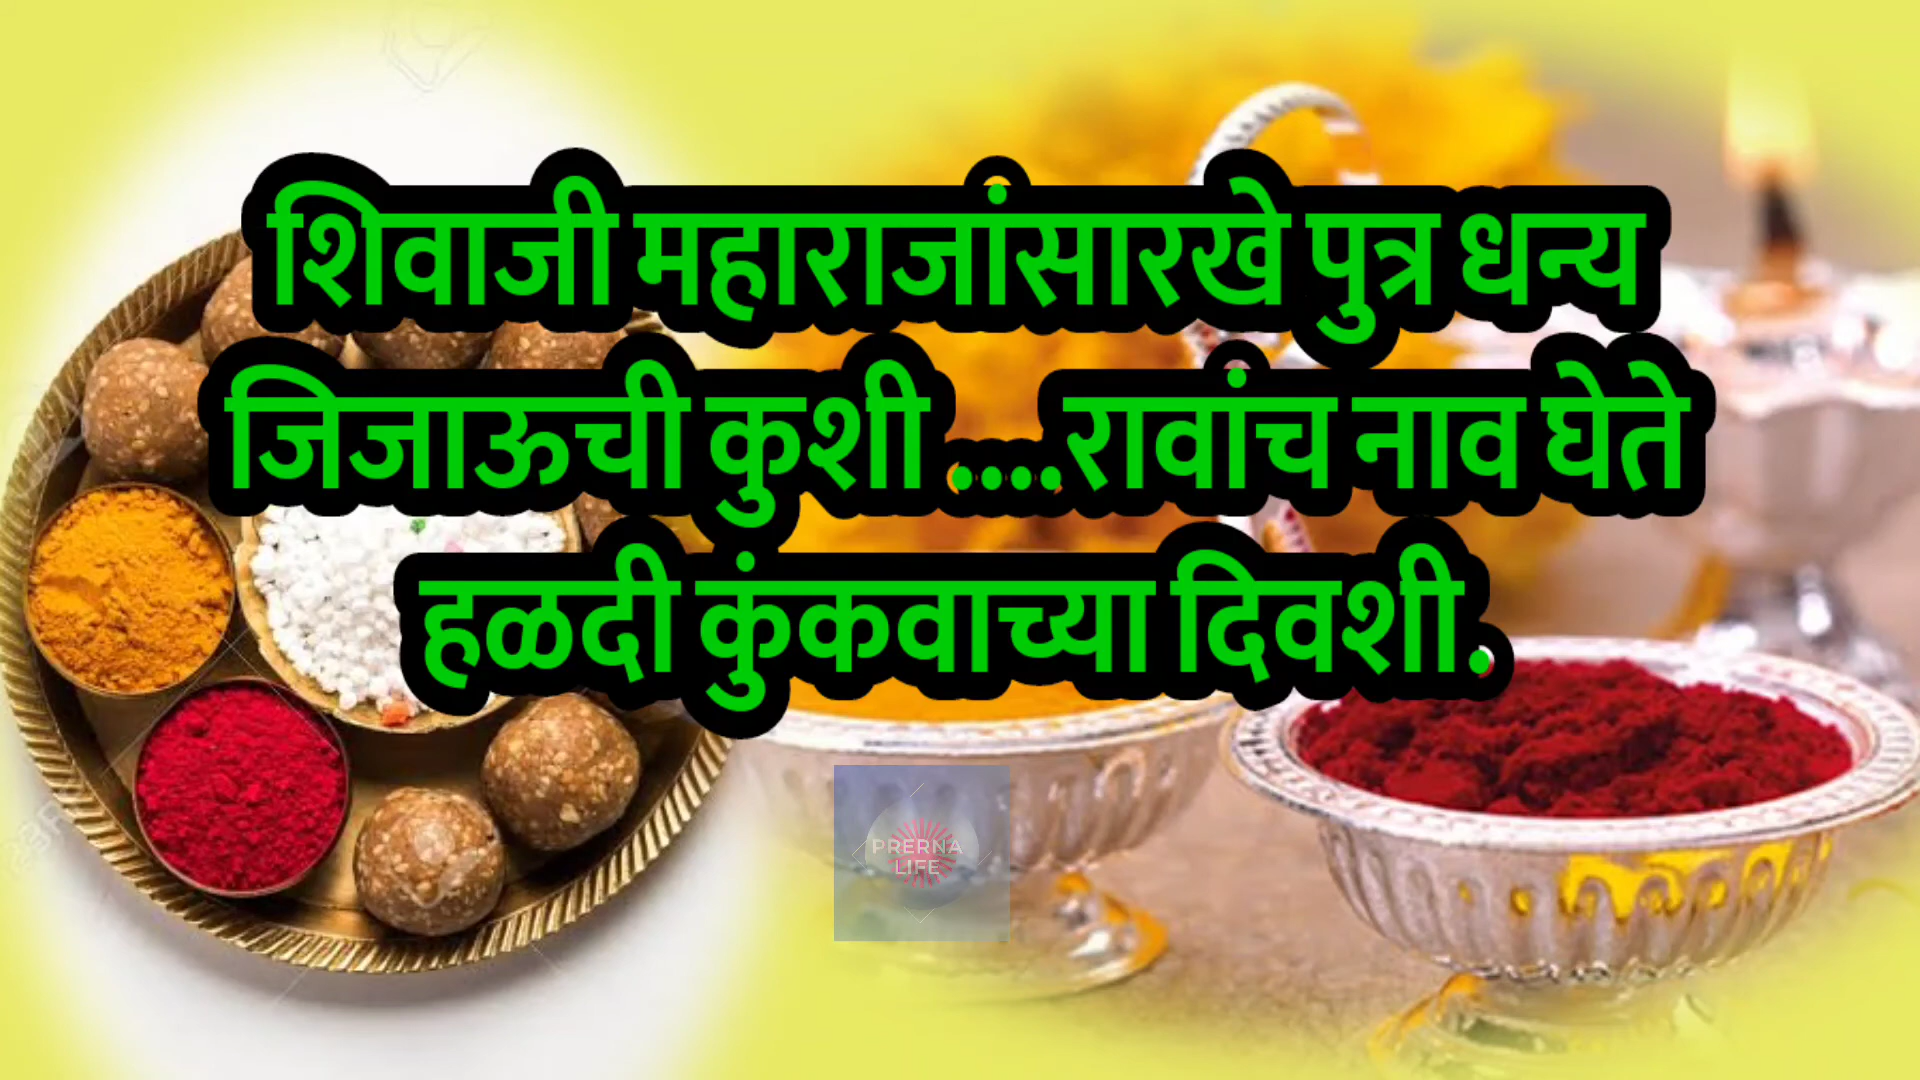 शिवाजी महाराजांसारखे पुत्र धन्य
जिजाऊची कुशी ....रावांच नाव घेते
हळदी कुंकवाच्या दिवशी.
PRERNA
LIFE